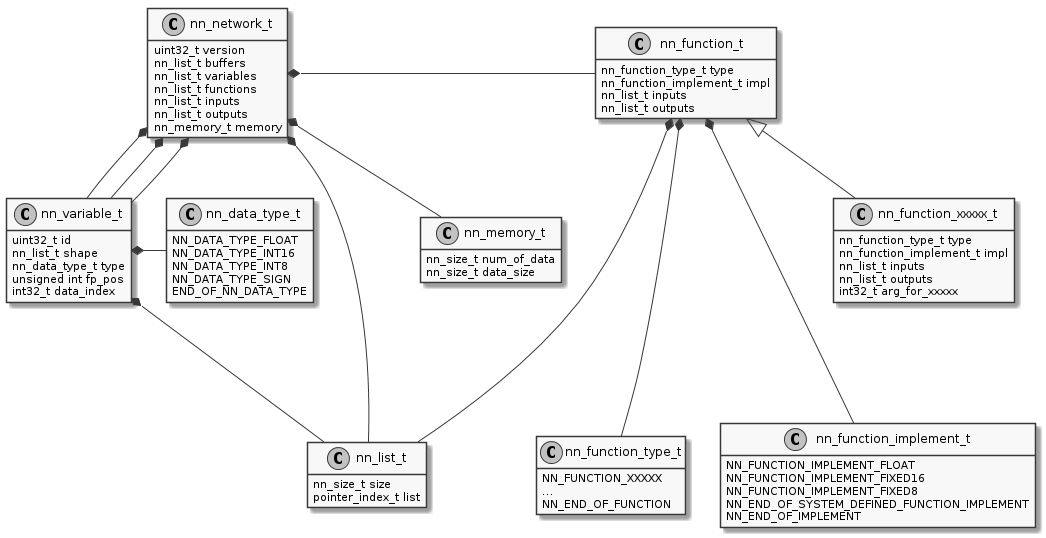 C nn_network_t
uint32_t version
nn_list_t buffers
nn_list_t variables
nn_list_t functions
nn_list_t inputs
nn_list_t outputs
nn_memory_t memory
C nn_function_t
nn_function_type_t type
nn_function_implement_t impl
nn_list_t inputs
nn_list_t outputs
C nn_variable_t
uint32_t id
nn_list_t shape
nn_data_type_t type
unsigned int fp_pos
int32_t data_index
C nn_data_type_t
NN_DATA_TYPE_FLOAT
NN_DATA_TYPE_INT16
NN_DATA_TYPE_INT8
NN_DATA_TYPE_SIGN
END_OF_NN_DATA_TYPE
C nn_memory_t
nn_size_t num_of_data
nn_size_t data_size
C nn_function_xxxxx_t
nn_function_type_t type
nn_function_implement_t impl
nn_list_t inputs
nn_list_t outputs
int32_t arg_for_xxxxx
C nn_list_t
nn_size_t size
pointer_index_t list
C nn_function_type_t
NN_FUNCTION_XXXXX
...
NN_END_OF_FUNCTION
C nn_function_implement_t
NN_FUNCTION_IMPLEMENT_FLOAT
NN_FUNCTION_IMPLEMENT_FIXED16
NN_FUNCTION_IMPLEMENT_FIXED8
NN_END_OF_SYSTEM_DEFINED_FUNCTION_IMPLEMENT
NN_END_OF_IMPLEMENT